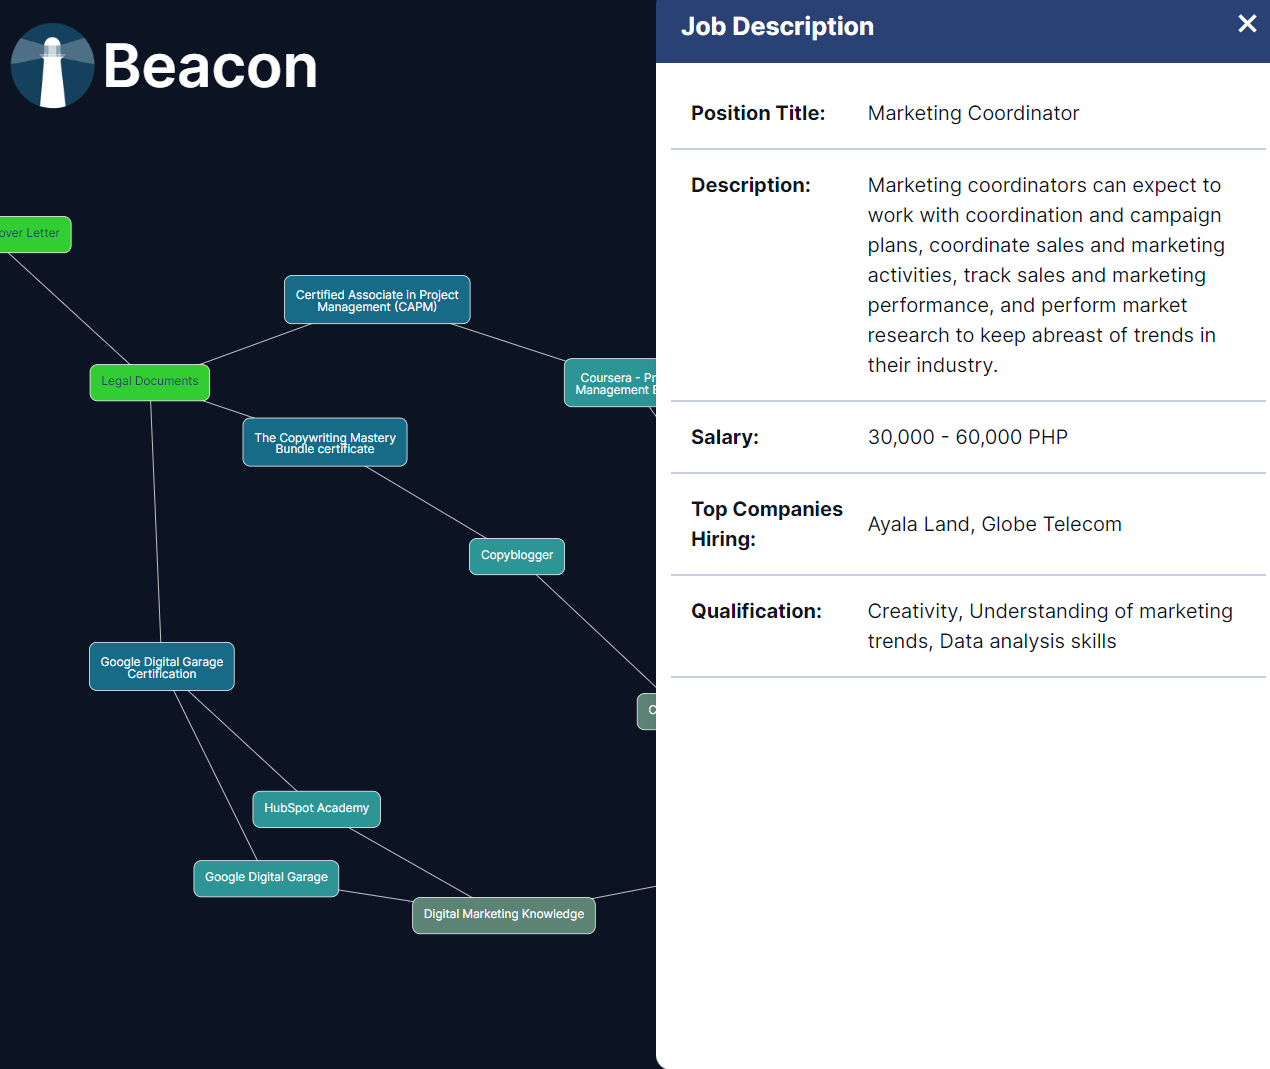 Beacon
over Letter
Certified Associate in Project
Management (CAPM)
Legal Documents
Coursera - Pr
Management E
The Copywriting Mastery
Bundle certificate
Copyblogger
Google Digital Garage
Certification
C
HubSpot Academy
Google Digital Garage
Digital Marketing Knowledge
Job Description
Position Title:
Marketing Coordinator
Description:
Marketing coordinators can expect to
work with coordination and campaign
plans, coordinate sales and marketing
activities, track sales and marketing
performance, and perform market
research to keep abreast of trends in
their industry.
Salary:
30,000 - 60,000 PHP
Top Companies
Hiring:
Ayala Land, Globe Telecom
Qualification:
Creativity, Understanding of marketing
trends, Data analysis skills